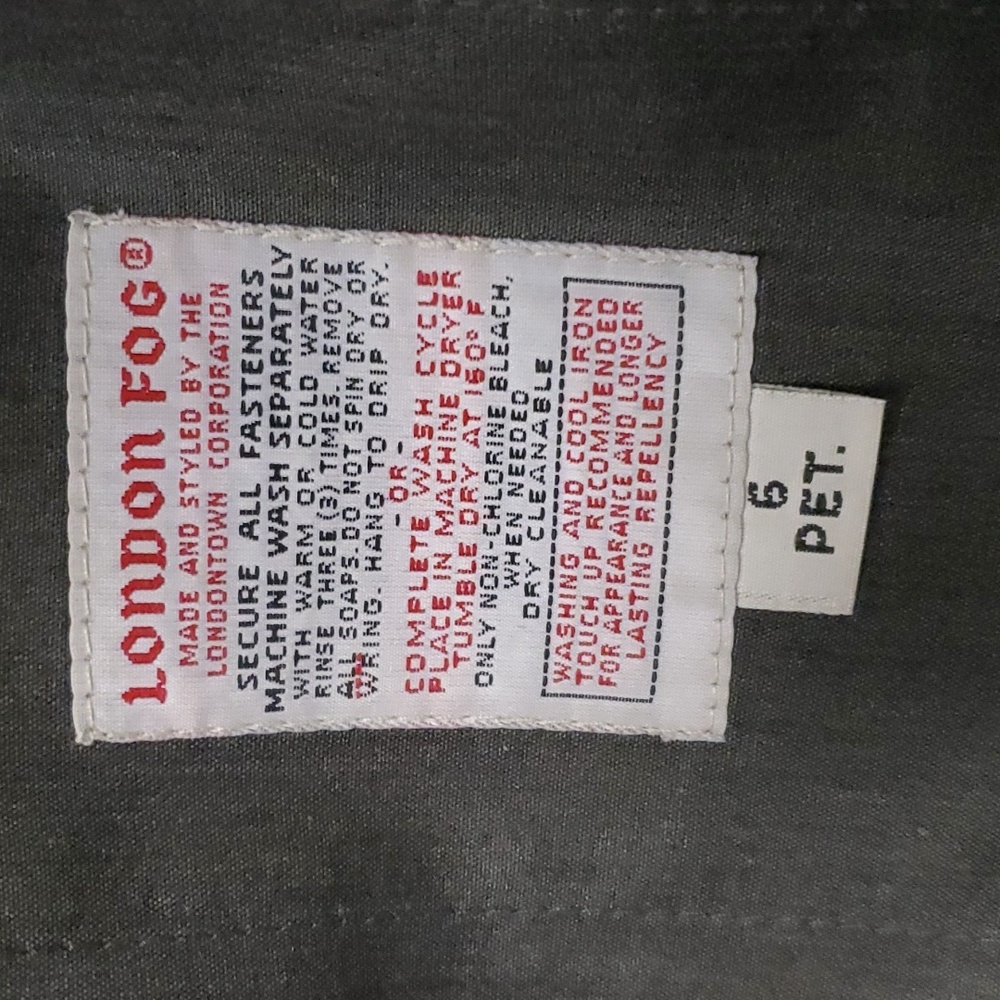 LONDON FOG®
MADE AND STYLED BY THE
LONDONTOWN CORPORATION
SECURE ALL FASTENERS
MACHINE WASH SEPARATELY
WITH WARM OR COLD WATER
RINSE THREE (3) TIMES. REMOVE
ALL SOAPS. DO NOT SPIN DRY OR
WRING. HANG TO DRIP DRY.
-OR-
COMPLETE WASH CYCLE
PLACE IN MACHINE DRYER
TUMBLE DRY AT 160° F
ONLY NON-CHLORINE BLEACH,
WHEN NEEDED
DRY CLEANABLE
WASHING AND COOL IRON
TOUCH UP RECOMMENDED
FOR APPEARANCE AND LONGER
LASTING REPELLENCY
6
PET.